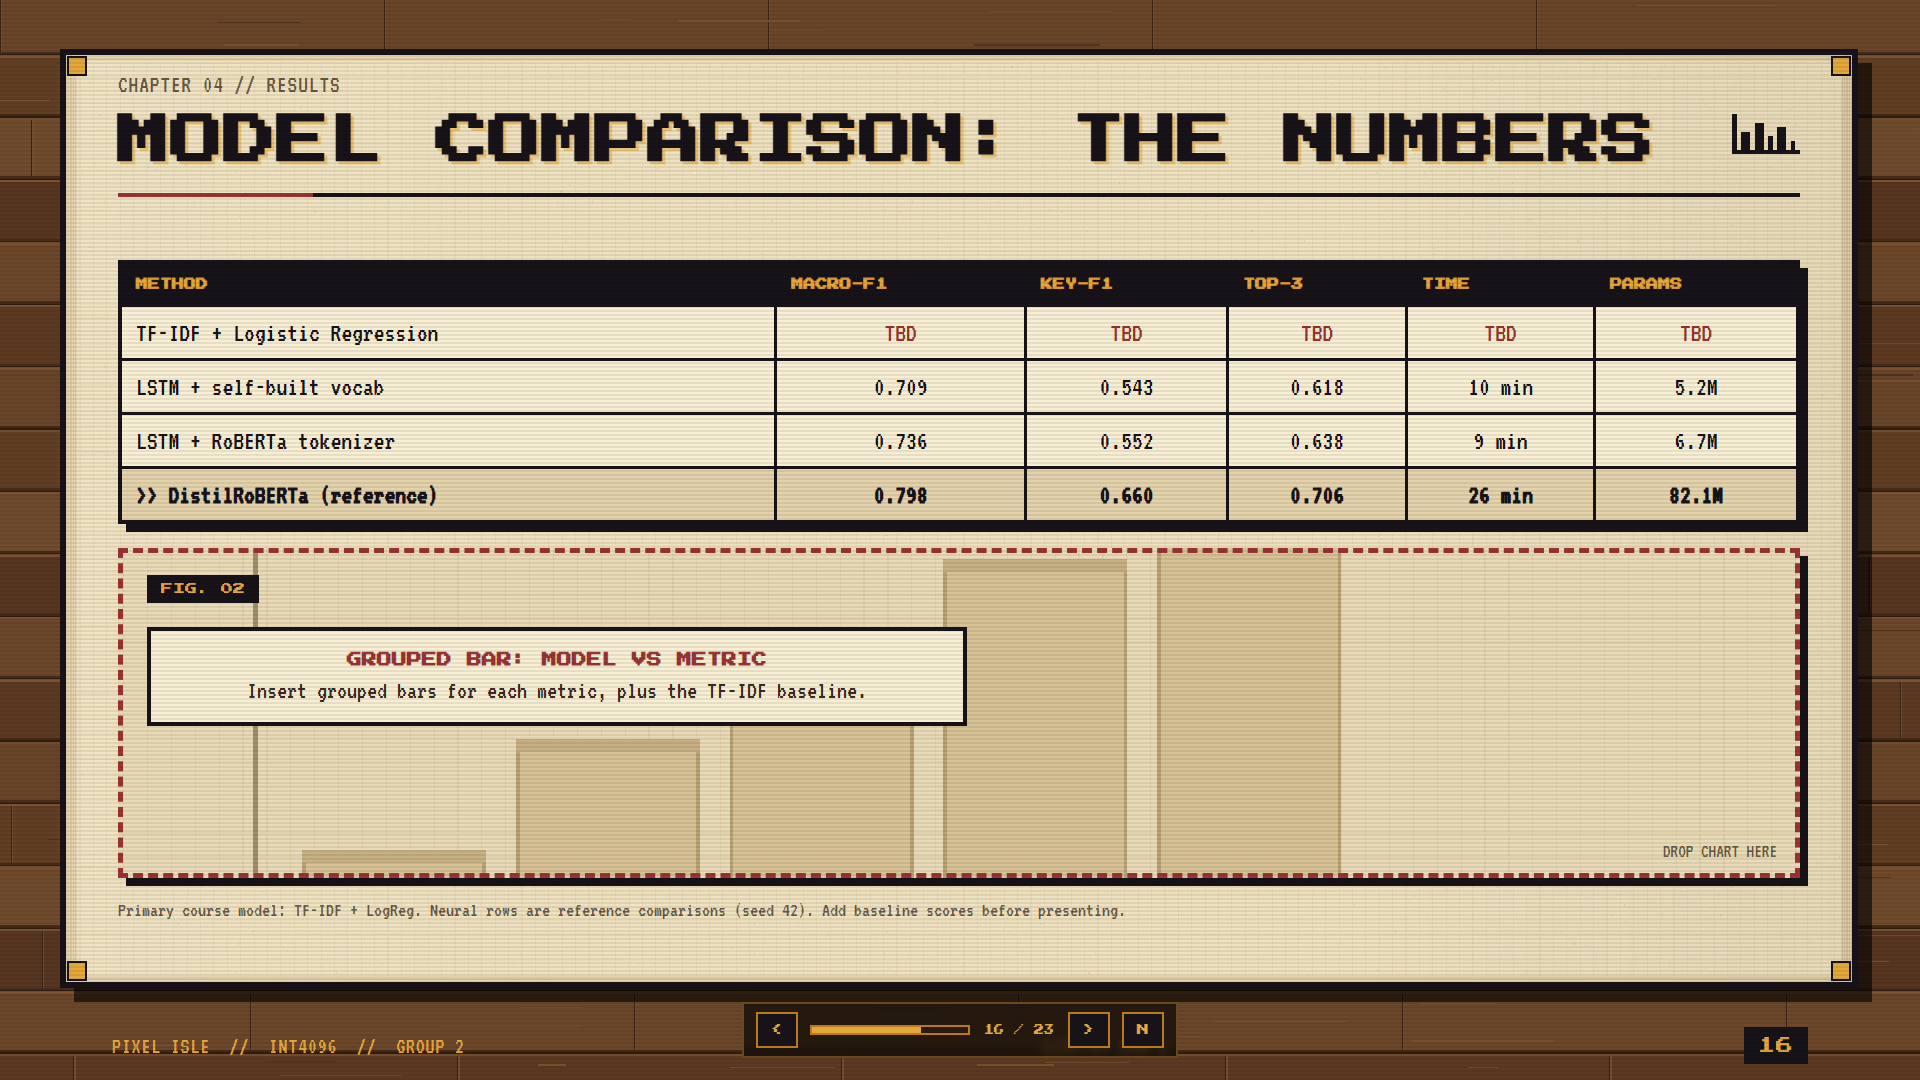 CHAPTER 04 // RESULTS
MODEL COMPARISON: THE NUMBERS
METHOD MACRO-F1 KEY-F1 TOP-3 TIME PARAMS
TF-IDF + Logistic Regression TBD TBD TBD TBD TBD
LSTM + self-built vocab 0.709 0.543 0.618 10 min 5.2M
LSTM + RoBERTa tokenizer 0.736 0.552 0.638 9 min 6.7M
>> DistilRoBERTa (reference) 0.798 0.660 0.706 26 min 82.1M
FIG. 02
GROUPED BAR: MODEL VS METRIC
Insert grouped bars for each metric, plus the TF-IDF baseline.
DROP CHART HERE
Primary course model: TF-IDF + LogReg. Neural rows are reference comparisons (seed 42). Add baseline scores before presenting.
< 16 / 23 > N
PIXEL ISLE // INT4096 // GROUP 2
16